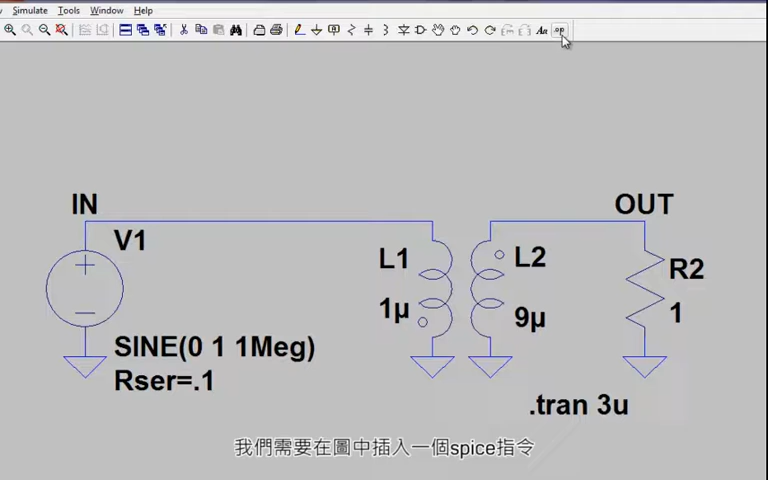 Simulate Tools Window Help
Aa .op
IN
OUT
V1
L1
L2
R2
1µ
9µ
1
SINE(0 1 1Meg)
Rser=.1
.tran 3u
我們需要在圖中插入一個spice指令